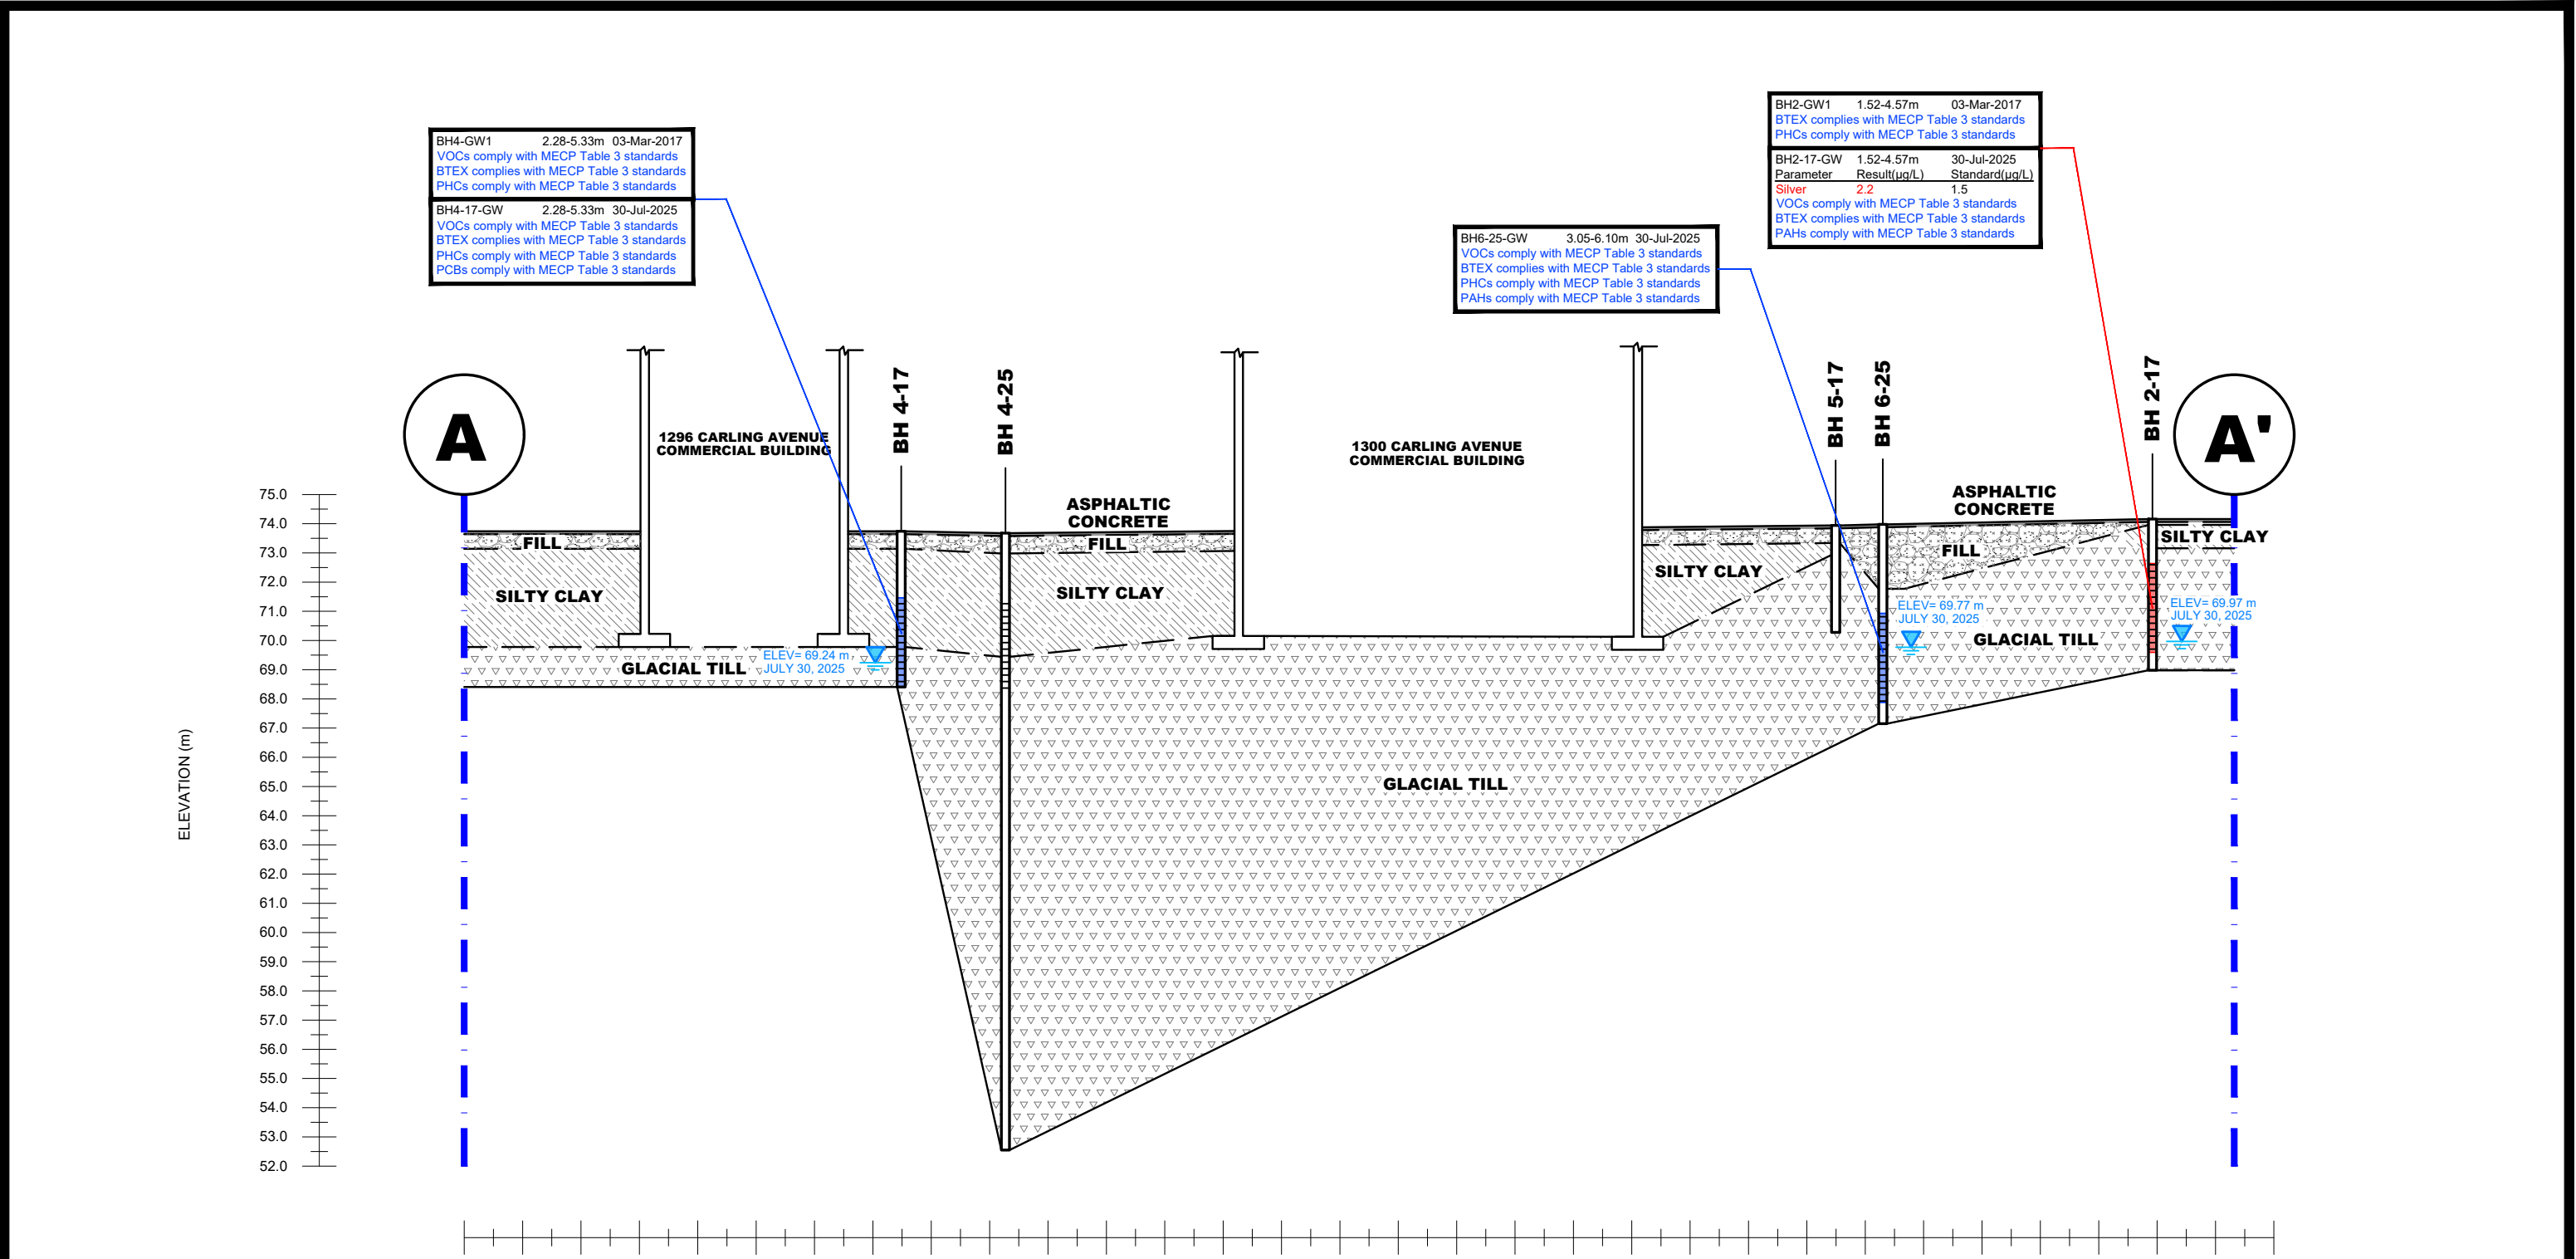 BH4-GW1 2.28-5.33m 03-Mar-2017
VOCs comply with MECP Table 3 standards
BTEX complies with MECP Table 3 standards
PHCs comply with MECP Table 3 standards
BH4-17-GW 2.28-5.33m 30-Jul-2025
VOCs comply with MECP Table 3 standards
BTEX complies with MECP Table 3 standards
PHCs comply with MECP Table 3 standards
PCBs comply with MECP Table 3 standards
BH6-25-GW 3.05-6.10m 30-Jul-2025
VOCs comply with MECP Table 3 standards
BTEX complies with MECP Table 3 standards
PHCs comply with MECP Table 3 standards
PAHs comply with MECP Table 3 standards
BH2-GW1 1.52-4.57m 03-Mar-2017
BTEX complies with MECP Table 3 standards
PHCs comply with MECP Table 3 standards
BH2-17-GW 1.52-4.57m 30-Jul-2025
Parameter Result(µg/L) Standard(µg/L)
Silver 2.2 1.5
VOCs comply with MECP Table 3 standards
BTEX complies with MECP Table 3 standards
PAHs comply with MECP Table 3 standards
A
1296 CARLING AVENUE
COMMERCIAL BUILDING
BH 4-17
BH 4-25
ASPHALTIC
CONCRETE
1300 CARLING AVENUE
COMMERCIAL BUILDING
BH 5-17
BH 6-25
ASPHALTIC
CONCRETE
BH 2-17
A'
FILL
SILTY CLAY
GLACIAL TILL
ELEV= 69.24 m
JULY 30, 2025
FILL
SILTY CLAY
GLACIAL TILL
SILTY CLAY
FILL
ELEV= 69.77 m
JULY 30, 2025
GLACIAL TILL
SILTY CLAY
ELEV= 69.97 m
JULY 30, 2025
ELEVATION (m)
75.0
74.0
73.0
72.0
71.0
70.0
69.0
68.0
67.0
66.0
65.0
64.0
63.0
62.0
61.0
60.0
59.0
58.0
57.0
56.0
55.0
54.0
53.0
52.0